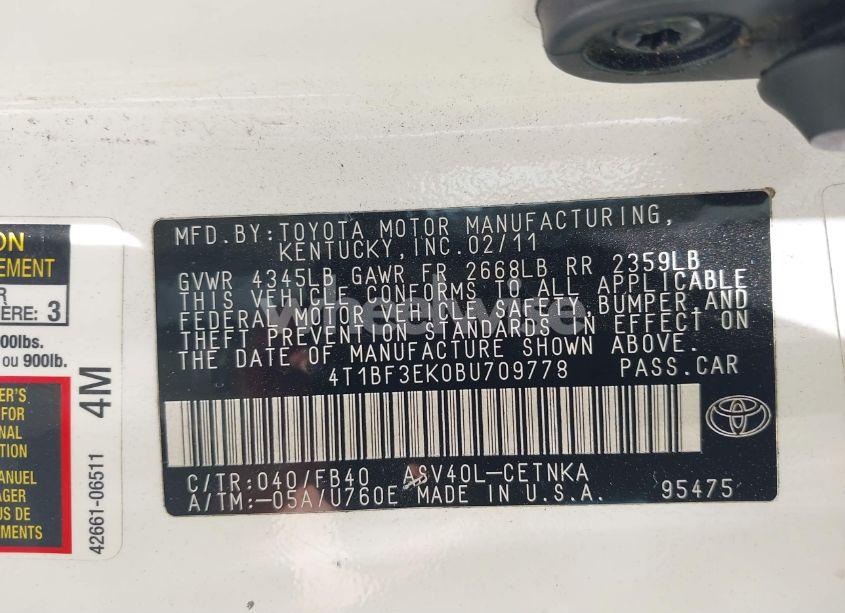 ON
EMENT
R
ÈRE: 3
00lbs.
ou 900lb.
ER'S
FOR
NAL
TION
ANUEL
AGER
US DE
MENTS
4M
42661-06511
MFD.BY:TOYOTA MOTOR MANUFACTURING,
KENTUCKY,INC.02/11
GVWR 4345LB GAWR FR 2668LB RR 2359LB
THIS VEHICLE CONFORMS TO ALL APPLICABLE
FEDERAL MOTOR VEHICLE SAFETY,BUMPER,AND
THEFT PREVENTION STANDARDS IN EFFECT ON
THE DATE OF MANUFACTURE SHOWN ABOVE.
4T1BF3EK0BU709778 PASS.CAR
C/TR:040/FB40 ASV40L-CETNKA
A/TM:-05A/U760E MADE IN U.S.A. 95475
wheelwise